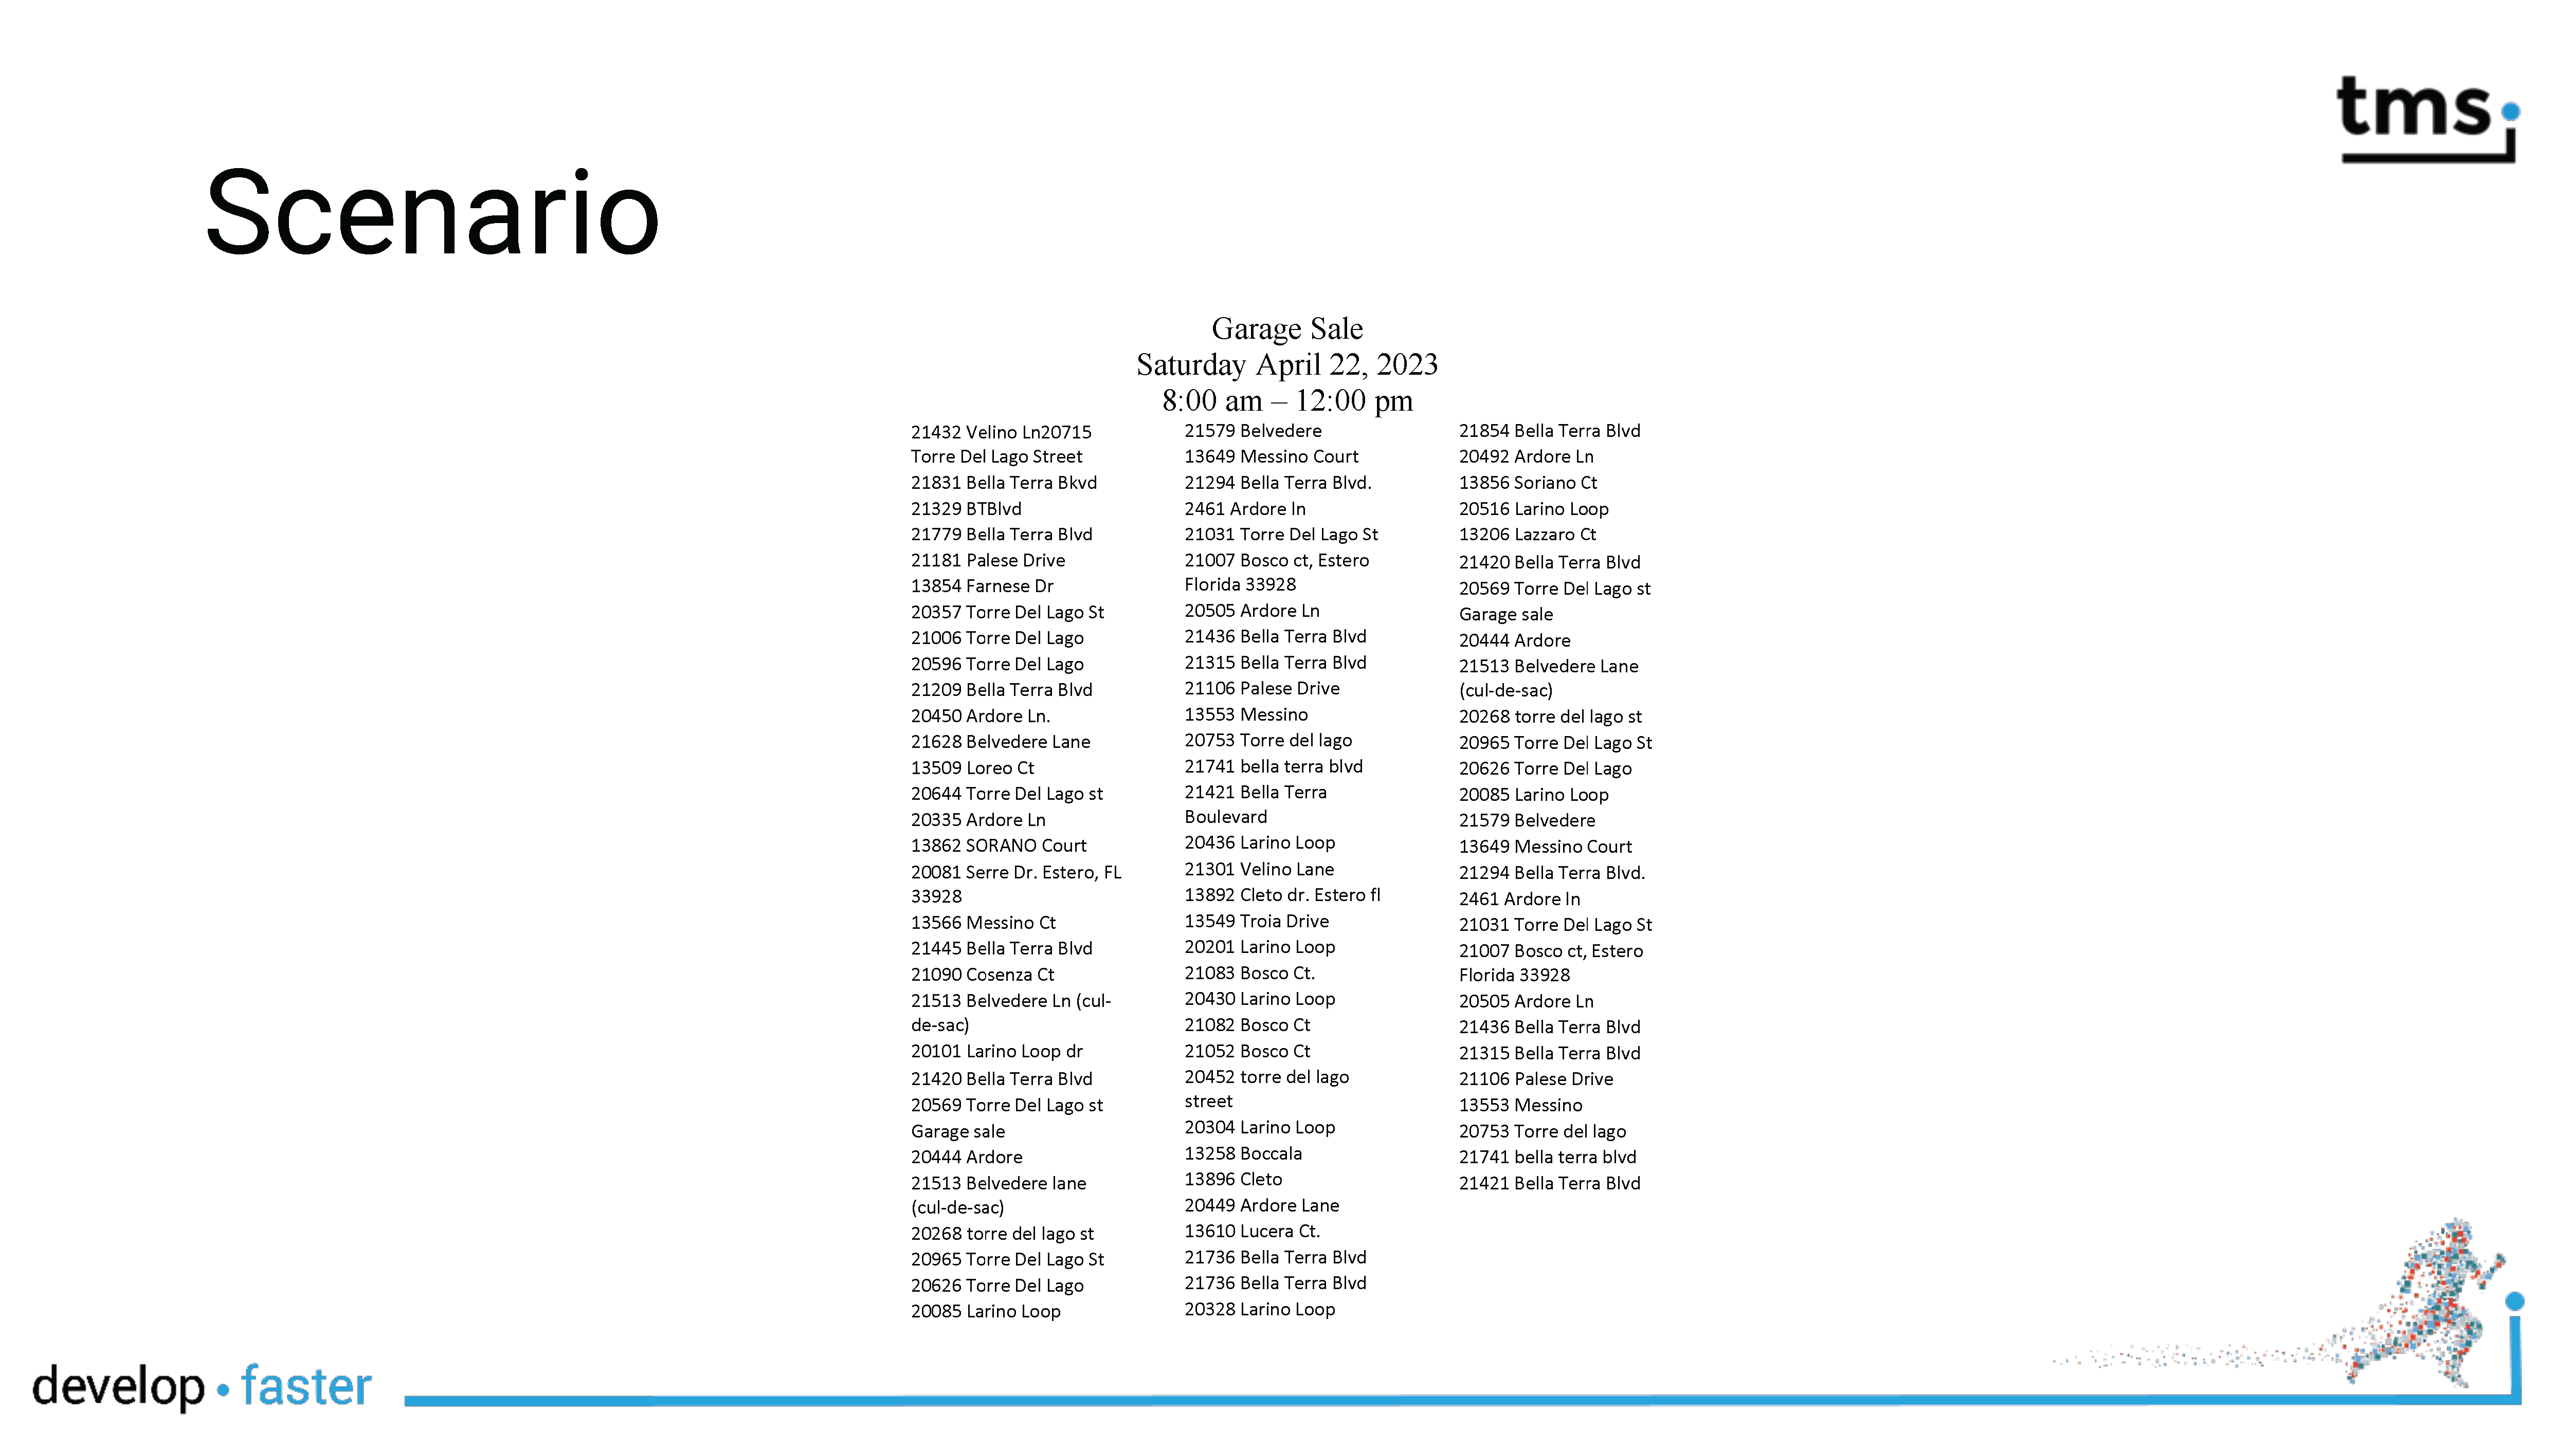 tms
Scenario
Garage Sale
Saturday April 22, 2023
8:00 am – 12:00 pm
21432 Velino Ln20715
Torre Del Lago Street
21831 Bella Terra Bkvd
21329 BTBlvd
21779 Bella Terra Blvd
21181 Palese Drive
13854 Farnese Dr
20357 Torre Del Lago St
21006 Torre Del Lago
20596 Torre Del Lago
21209 Bella Terra Blvd
20450 Ardore Ln.
21628 Belvedere Lane
13509 Loreo Ct
20644 Torre Del Lago st
20335 Ardore Ln
13862 SORANO Court
20081 Serre Dr. Estero, FL
33928
13566 Messino Ct
21445 Bella Terra Blvd
21090 Cosenza Ct
21513 Belvedere Ln (cul-
de-sac)
20101 Larino Loop dr
21420 Bella Terra Blvd
20569 Torre Del Lago st
Garage sale
20444 Ardore
21513 Belvedere lane
(cul-de-sac)
20268 torre del lago st
20965 Torre Del Lago St
20626 Torre Del Lago
20085 Larino Loop
21579 Belvedere
13649 Messino Court
21294 Bella Terra Blvd.
2461 Ardore ln
21031 Torre Del Lago St
21007 Bosco ct, Estero
Florida 33928
20505 Ardore Ln
21436 Bella Terra Blvd
21315 Bella Terra Blvd
21106 Palese Drive
13553 Messino
20753 Torre del lago
21741 bella terra blvd
21421 Bella Terra
Boulevard
20436 Larino Loop
21301 Velino Lane
13892 Cleto dr. Estero fl
13549 Troia Drive
20201 Larino Loop
21083 Bosco Ct.
20430 Larino Loop
21082 Bosco Ct
21052 Bosco Ct
20452 torre del lago
street
20304 Larino Loop
13258 Boccala
13896 Cleto
20449 Ardore Lane
13610 Lucera Ct.
21736 Bella Terra Blvd
21736 Bella Terra Blvd
20328 Larino Loop
21854 Bella Terra Blvd
20492 Ardore Ln
13856 Soriano Ct
20516 Larino Loop
13206 Lazzaro Ct
21420 Bella Terra Blvd
20569 Torre Del Lago st
Garage sale
20444 Ardore
21513 Belvedere Lane
(cul-de-sac)
20268 torre del lago st
20965 Torre Del Lago St
20626 Torre Del Lago
20085 Larino Loop
21579 Belvedere
13649 Messino Court
21294 Bella Terra Blvd.
2461 Ardore ln
21031 Torre Del Lago St
21007 Bosco ct, Estero
Florida 33928
20505 Ardore Ln
21436 Bella Terra Blvd
21315 Bella Terra Blvd
21106 Palese Drive
13553 Messino
20753 Torre del lago
21741 bella terra blvd
21421 Bella Terra Blvd
develop • faster